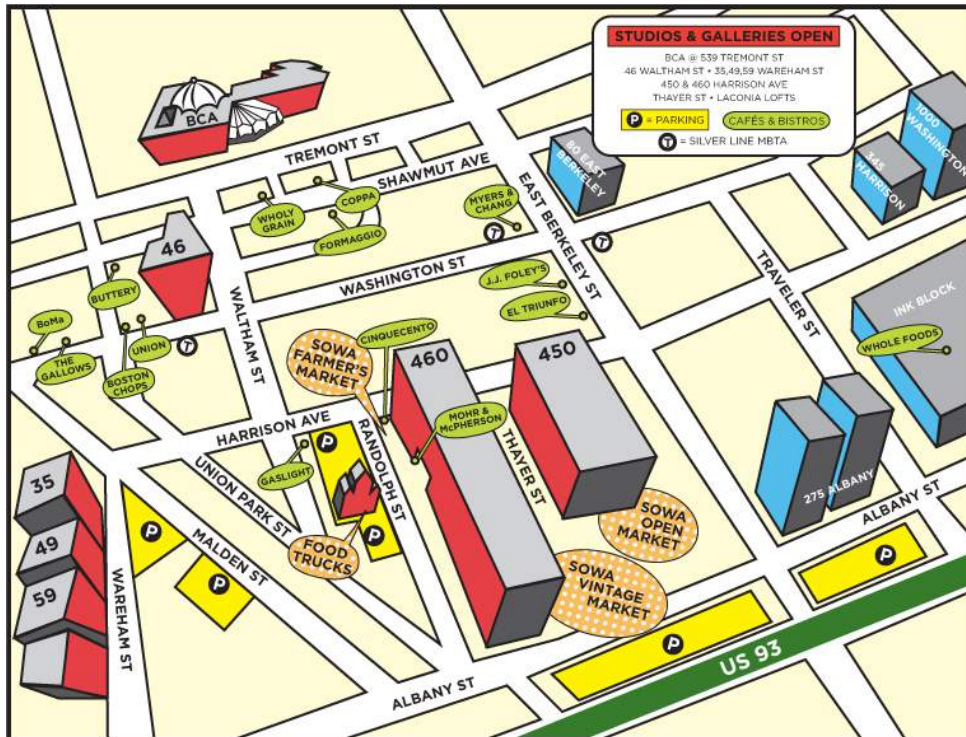 STUDIOS & GALLERIES OPEN
BCA @ 539 TREMONT ST
46 WALTHAM ST • 35,49,59 WAREHAM ST
450 & 460 HARRISON AVE
THAYER ST • LACONIA LOFTS
P = PARKING
CAFÉS & BISTROS
T = SILVER LINE MBTA
BCA
TREMONT ST
SHAWMUT AVE
80 EAST
BERKELEY
1000
WASHINGTON
345
HARRISON
EAST BERKELEY ST
WHOLY
GRAIN
COPPA
FORMAGGIO
MYERS &
CHANG
T
T
46
BUTTERY
WALTHAM ST
WASHINGTON ST
J.J. FOLEY'S
EL TRIUNFO
TRAVELER ST
INK BLOCK
WHOLE FOODS
BoMa
THE
GALLOWS
BOSTON
CHOPS
UNION
T
CINQUECENTO
SOWA
FARMER'S
MARKET
460
450
HARRISON AVE
MOHR &
McPHERSON
GASLIGHT
P
RANDOLPH ST
THAYER ST
UNION PARK ST
35
49
59
WAREHAM ST
P
MALDEN ST
P
FOOD
TRUCKS
P
SOWA
OPEN
MARKET
SOWA
VINTAGE
MARKET
275 ALBANY
ALBANY ST
P
P
US 93
ALBANY ST